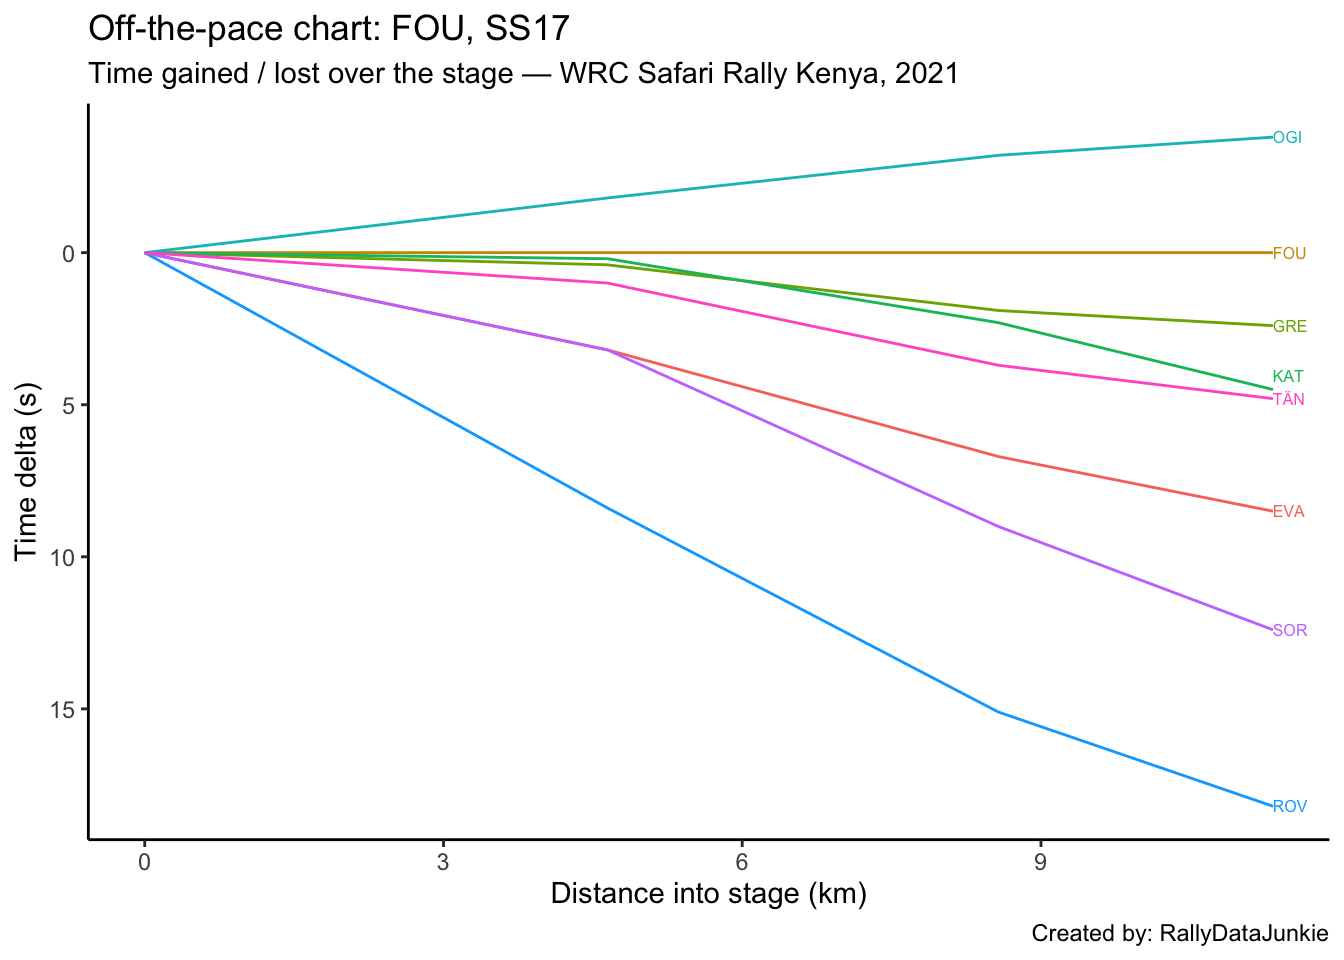 Off-the-pace chart: FOU, SS17
Time gained / lost over the stage — WRC Safari Rally Kenya, 2021
OGI
0
FOU
GRE
KAT
TÄN
5
EVA
10
SOR
15
ROV
Time delta (s)
0 3 6 9
Distance into stage (km)
Created by: RallyDataJunkie